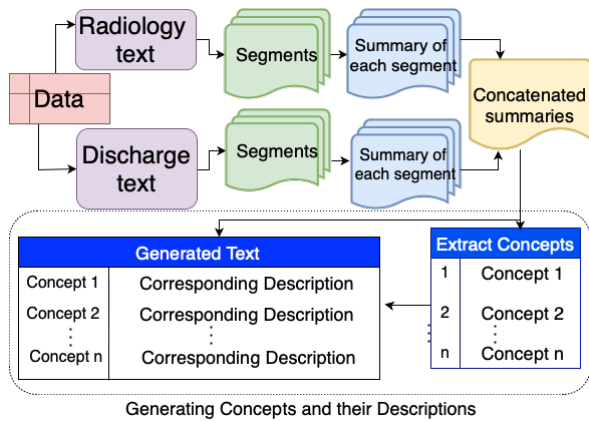 Radiology
text
Segments
Summary of
each segment
Data
Concatenated
summaries
Discharge
text
Segments
Summary of
each segment
Generated Text
Concept 1 Corresponding Description
Concept 2 Corresponding Description
Concept n Corresponding Description
Extract Concepts
1 Concept 1
2 Concept 2
n Concept n
Generating Concepts and their Descriptions